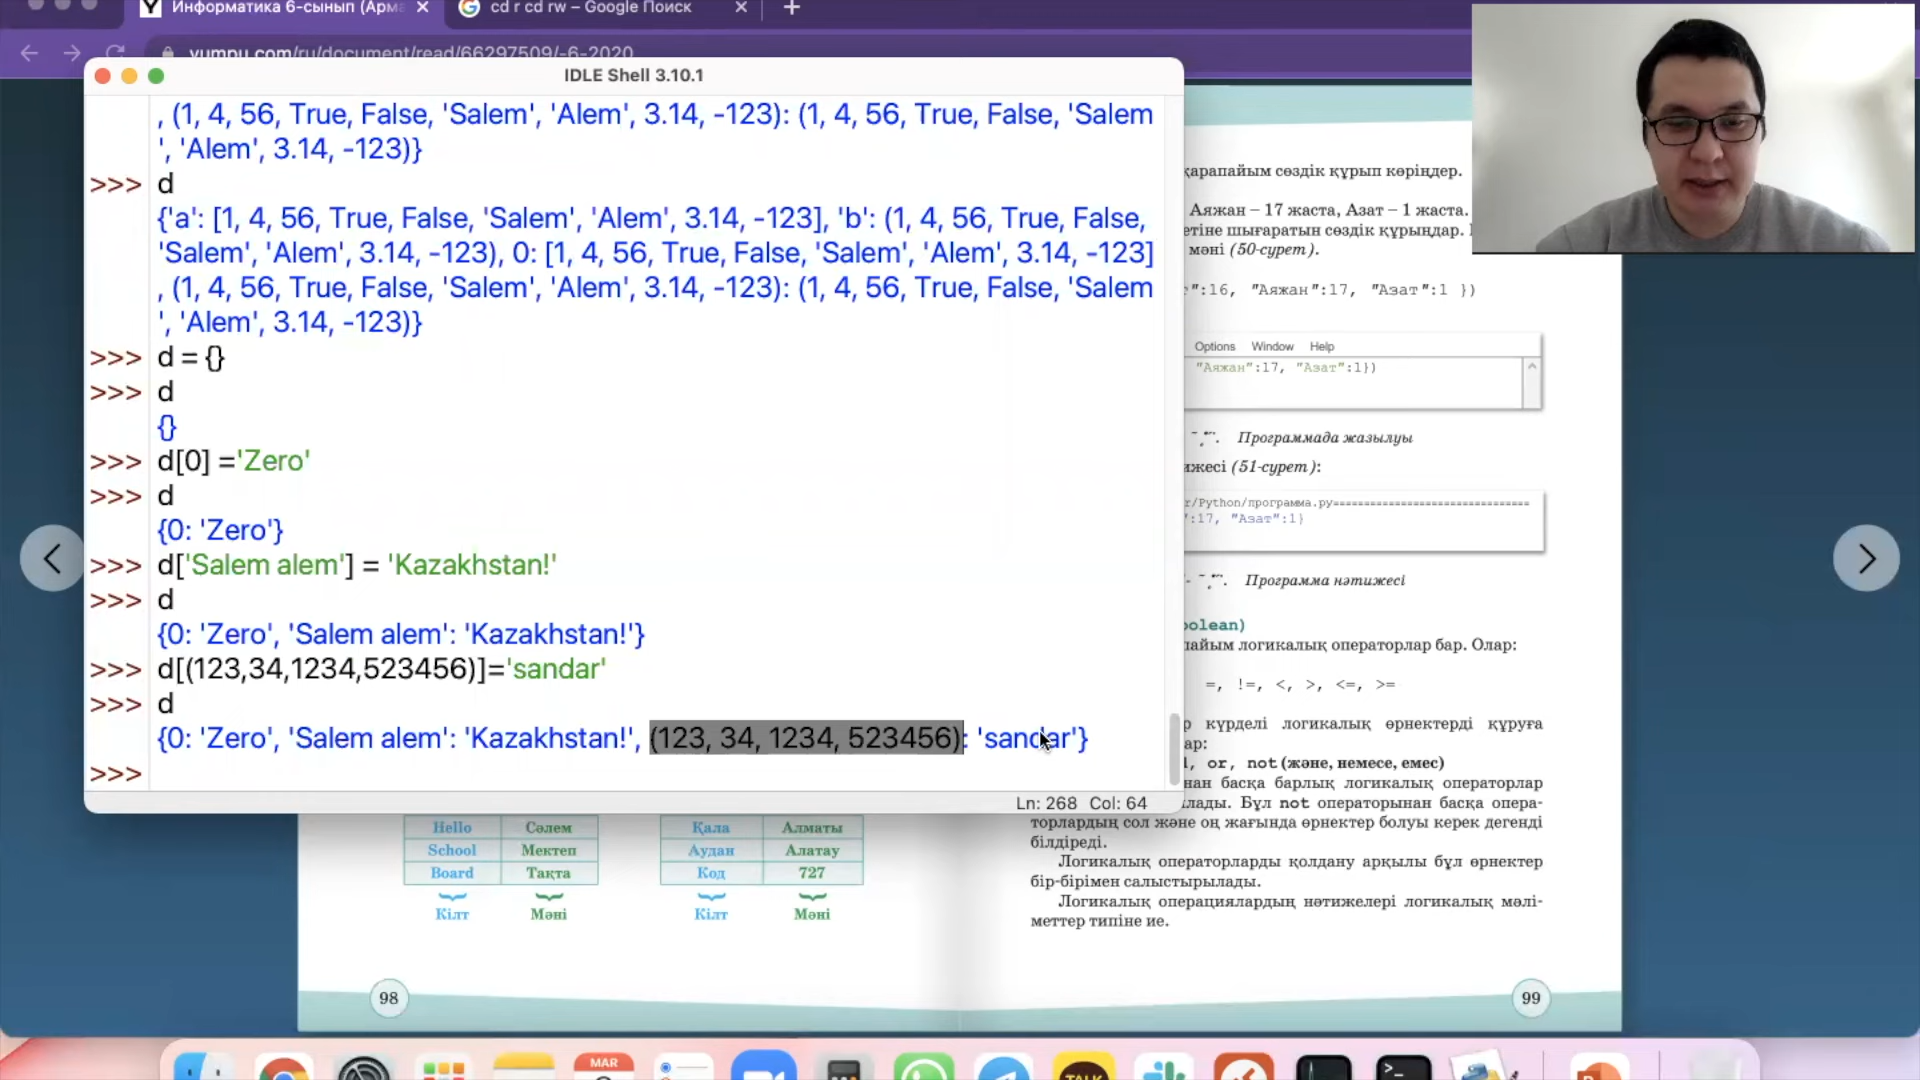 Информатика 6-сынып (Арма
cd r cd rw – Google Поиск
yumpu.com/ru/document/read/66297509/-6-2020
IDLE Shell 3.10.1
, (1, 4, 56, True, False, 'Salem', 'Alem', 3.14, -123): (1, 4, 56, True, False, 'Salem
', 'Alem', 3.14, -123)}
>>> d
{'a': [1, 4, 56, True, False, 'Salem', 'Alem', 3.14, -123], 'b': (1, 4, 56, True, False,
'Salem', 'Alem', 3.14, -123), 0: [1, 4, 56, True, False, 'Salem', 'Alem', 3.14, -123]
, (1, 4, 56, True, False, 'Salem', 'Alem', 3.14, -123): (1, 4, 56, True, False, 'Salem
', 'Alem', 3.14, -123)}
>>> d = {}
>>> d
{}
>>> d[0] ='Zero'
>>> d
{0: 'Zero'}
>>> d['Salem alem'] = 'Kazakhstan!'
>>> d
{0: 'Zero', 'Salem alem': 'Kazakhstan!'}
>>> d[(123,34,1234,523456)]='sandar'
>>> d
{0: 'Zero', 'Salem alem': 'Kazakhstan!', (123, 34, 1234, 523456): 'sandar'}
>>>
Ln: 268 Col: 64
Hello Сәлем
School Мектеп
Board Тақта
Кілт Мәні
Қала Алматы
Аудан Алатау
Код 727
Кілт Мәні
98
қарапайым сөздік құрып көріңдер.
Аяжан – 17 жаста, Азат – 1 жаста.
етіне шығаратын сөздік құрыңдар.
мәні (50-сурет).
":16, "Аяжан":17, "Азат":1 })
Options Window Help
"Аяжан":17, "Азат":1})
Программада жазылуы
ижесі (51-сурет):
r/Python/программа.py==============================
":17, "Азат":1}
Программа нәтижесі
olean)
пайым логикалық операторлар бар. Олар:
=, !=, <, >, <=, >=
р күрделі логикалық өрнектерді құруға
ар:
, or, not (және, немесе, емес)
нан басқа барлық логикалық операторлар
лады. Бұл not операторынан басқа опера-
торлардың сол және оң жағында өрнектер болуы керек дегенді
білдіреді.
Логикалық операторларды қолдану арқылы бұл өрнектер
бір-бірімен салыстырылады.
Логикалық операциялардың нәтижелері логикалық мәлі-
меттер типіне ие.
99
MAR
TALK